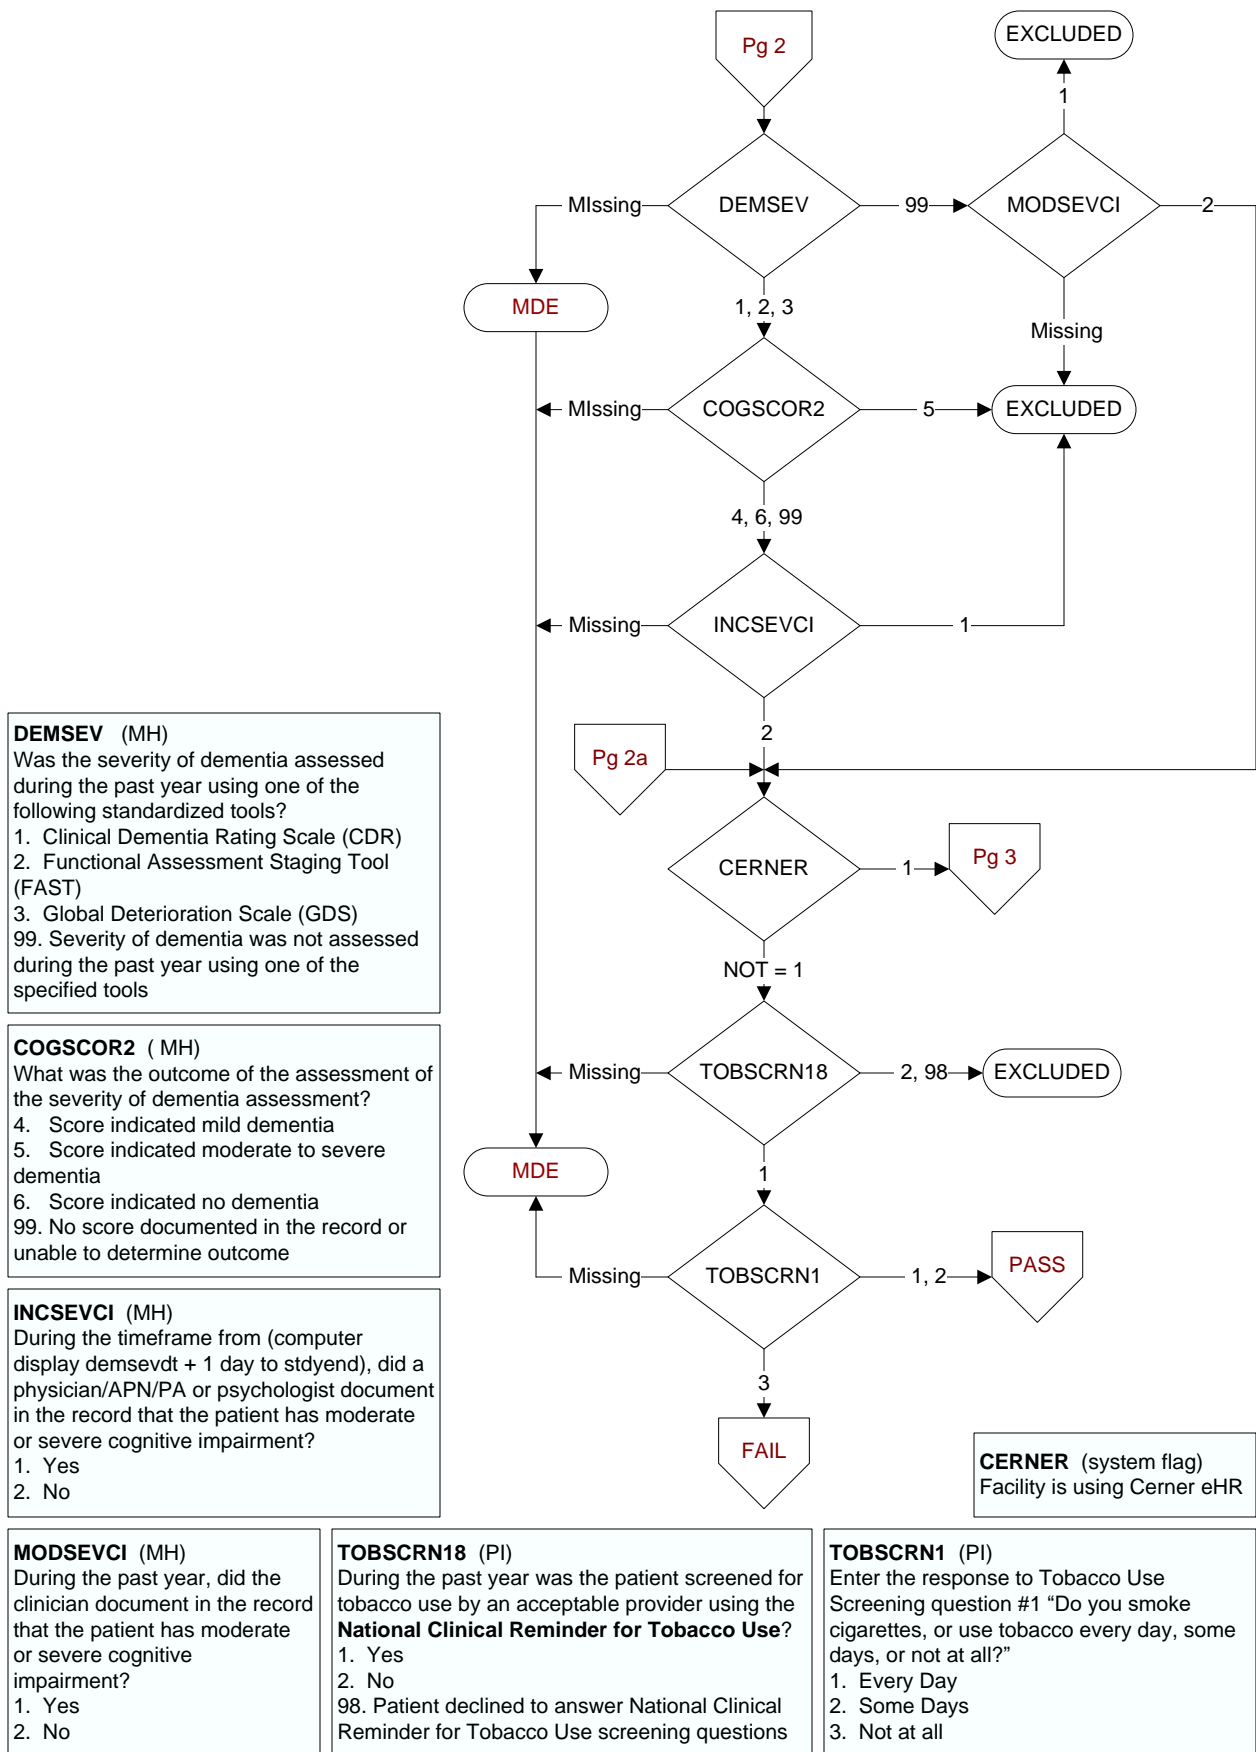 Pg 2
EXCLUDED
1
MIssing
DEMSEV
99
MODSEVCI
2
MDE
1, 2, 3
Missing
MIssing
COGSCOR2
5
EXCLUDED
4, 6, 99
Missing
INCSEVCI
1
2
Pg 2a
CERNER
1
Pg 3
NOT = 1
Missing
TOBSCRN18
2, 98
EXCLUDED
MDE
1
Missing
TOBSCRN1
1, 2
PASS
3
FAIL
DEMSEV (MH)
Was the severity of dementia assessed
during the past year using one of the
following standardized tools?
1. Clinical Dementia Rating Scale (CDR)
2. Functional Assessment Staging Tool
(FAST)
3. Global Deterioration Scale (GDS)
99. Severity of dementia was not assessed
during the past year using one of the
specified tools
COGSCOR2 ( MH)
What was the outcome of the assessment of
the severity of dementia assessment?
4. Score indicated mild dementia
5. Score indicated moderate to severe
dementia
6. Score indicated no dementia
99. No score documented in the record or
unable to determine outcome
INCSEVCI (MH)
During the timeframe from (computer
display demsevdt + 1 day to stdyend), did a
physician/APN/PA or psychologist document
in the record that the patient has moderate
or severe cognitive impairment?
1. Yes
2. No
CERNER (system flag)
Facility is using Cerner eHR
MODSEVCI (MH)
During the past year, did the
clinician document in the record
that the patient has moderate
or severe cognitive
impairment?
1. Yes
2. No
TOBSCRN18 (PI)
During the past year was the patient screened for
tobacco use by an acceptable provider using the
National Clinical Reminder for Tobacco Use?
1. Yes
2. No
98. Patient declined to answer National Clinical
Reminder for Tobacco Use screening questions
TOBSCRN1 (PI)
Enter the response to Tobacco Use
Screening question #1 “Do you smoke
cigarettes, or use tobacco every day, some
days, or not at all?”
1. Every Day
2. Some Days
3. Not at all